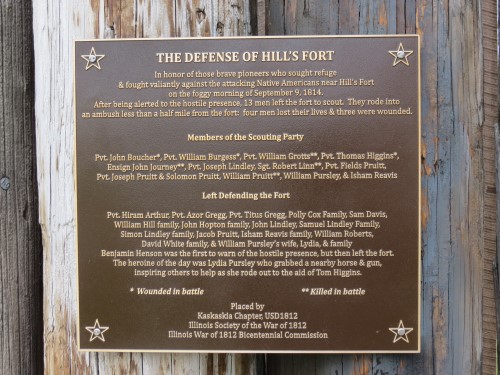 THE DEFENSE OF HILL'S FORT
In honor of those brave pioneers who sought refuge
& fought valiantly against the attacking Native Americans near Hill's Fort
on the foggy morning of September 9, 1814.
After being alerted to the hostile presence, 13 men left the fort to scout. They rode into
an ambush less than a half mile from the fort: four men lost their lives & three were wounded.
Members of the Scouting Party
Pvt. John Boucher*, Pvt. William Burgess*, Pvt. William Grotts**, Pvt. Thomas Higgins*,
Ensign John Journey**, Pvt. Joseph Lindley, Sgt. Robert Linn**, Pvt. Fields Pruitt,
Pvt. Joseph Pruitt & Solomon Pruitt, William Pruitt**, William Pursley, & Isham Reavis
Left Defending the Fort
Pvt. Hiram Arthur, Pvt. Azor Gregg, Pvt. Titus Gregg, Polly Cox Family, Sam Davis,
William Hill family, John Hopton family, John Lindley, Samuel Lindley Family,
Simon Lindley family, Jacob Pruitt, Isham Reavis family, William Roberts,
David White family, & William Pursley's wife, Lydia, & family
Benjamin Henson was the first to warn of the hostile presence, but then left the fort.
The heroine of the day was Lydia Pursley who grabbed a nearby horse & gun,
inspiring others to help as she rode out to the aid of Tom Higgins.
* Wounded in battle ** Killed in battle
Placed by
Kaskaskia Chapter, USD1812
Illinois Society of the War of 1812
Illinois War of 1812 Bicentennial Commission